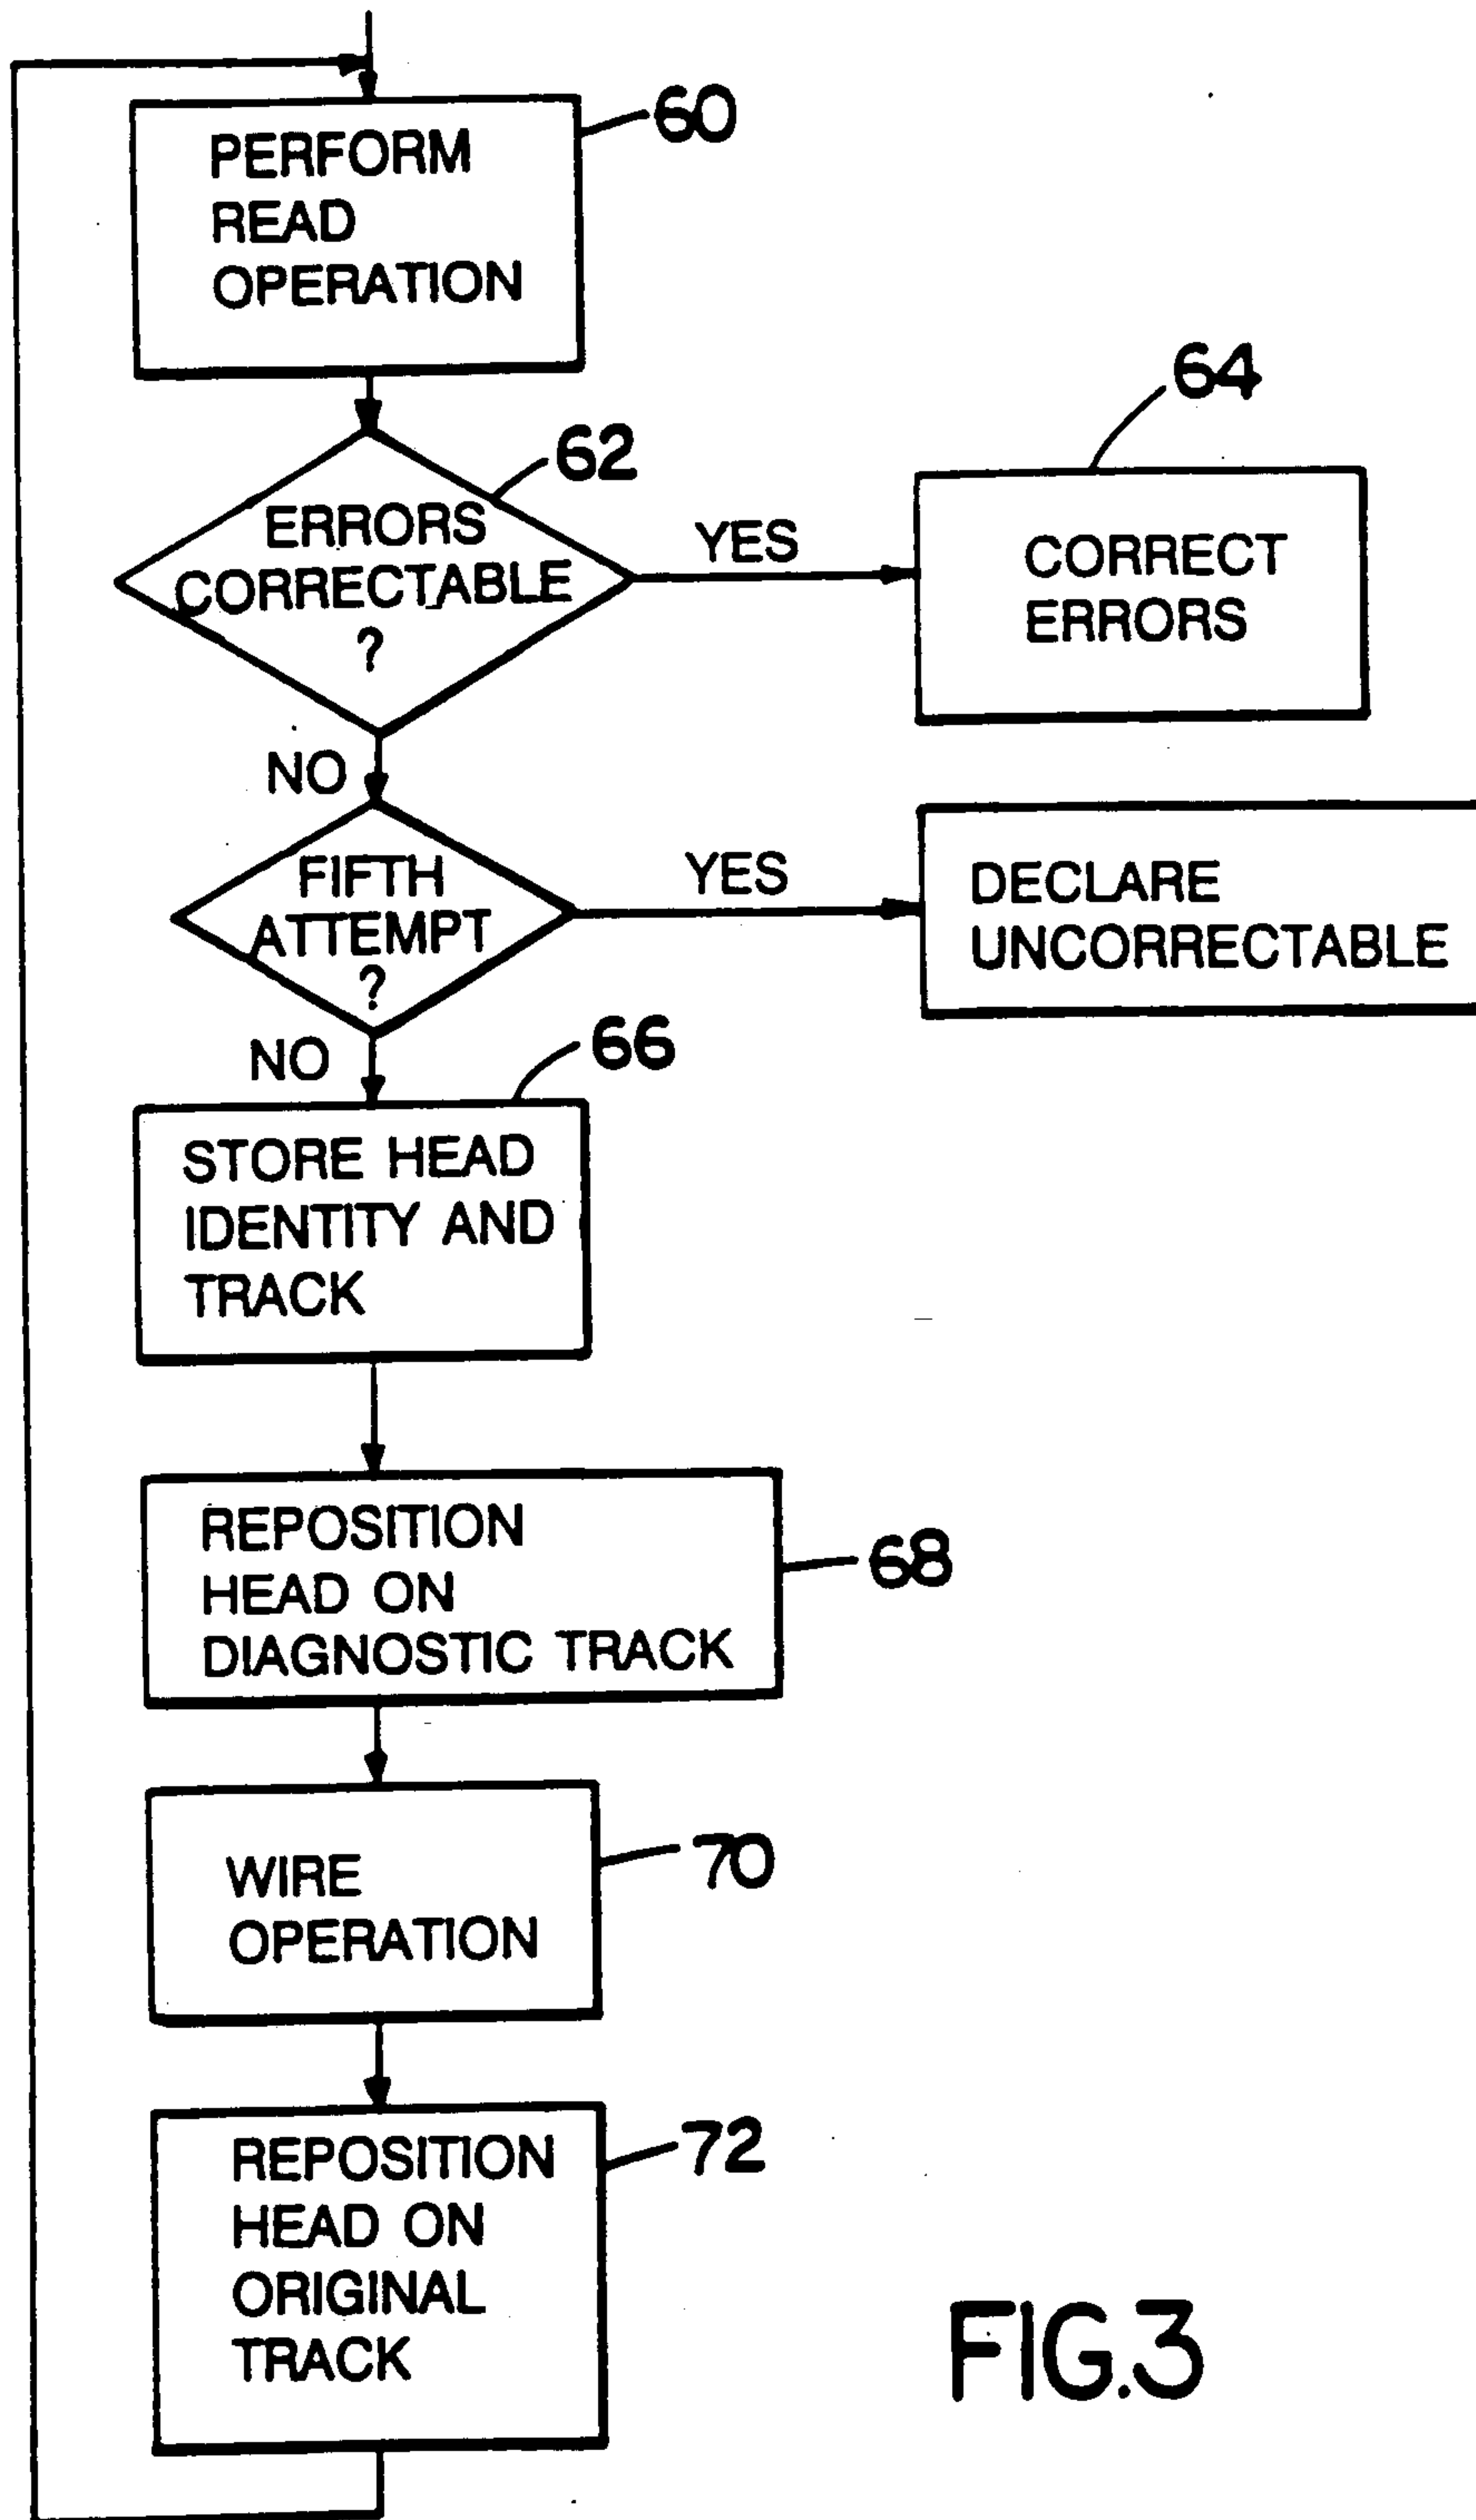 60
PERFORM
READ
OPERATION
62
ERRORS
CORRECTABLE
?
YES
64
CORRECT
ERRORS
NO
FIFTH
ATTEMPT
?
YES
DECLARE
UNCORRECTABLE
NO
66
STORE HEAD
IDENTITY AND
TRACK
68
REPOSITION
HEAD ON
DIAGNOSTIC TRACK
70
WIRE
OPERATION
72
REPOSITION
HEAD ON
ORIGINAL
TRACK
FIG.3